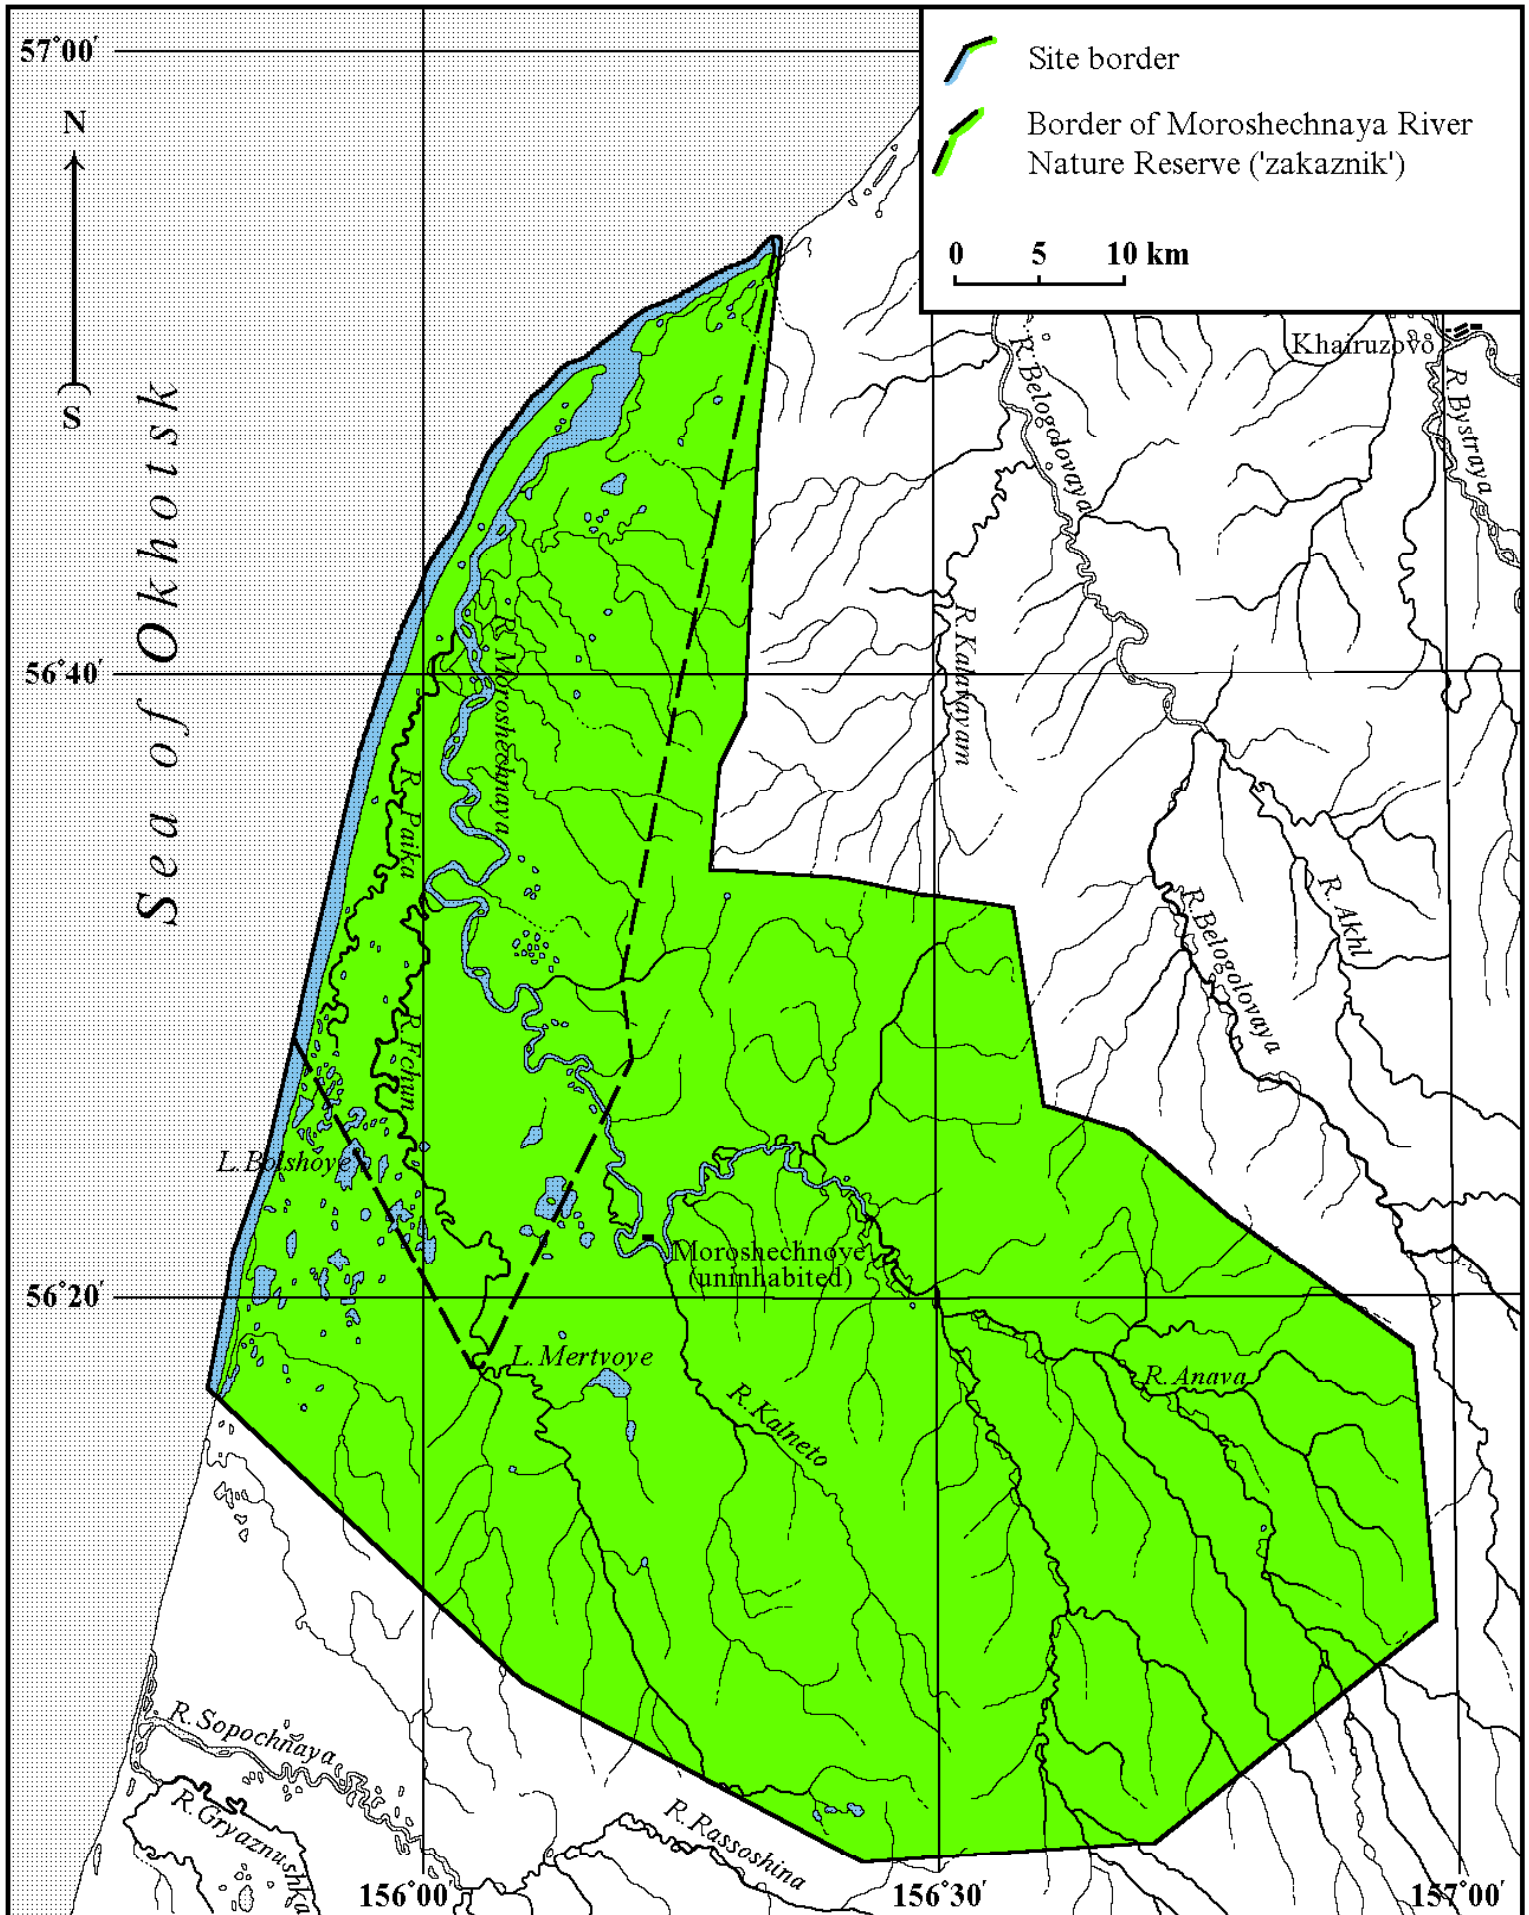 57°00′
Site border
Border of Moroshechnaya River
Nature Reserve ('zakaznik')
0 5 10 km
N
S
Sea of Okhotsk
Khairuzovo
R. Belogolovaya
R. Bystraya
R. Kalavayam
R. Moroshechnaya
56°40′
R. Paika
R. Akhl
R. Belogolovaya
R. Fchun
L. Bolshoye
Moroshechnoye
(uninhabited)
56°20′
L. Mertvoye
R. Anava
R. Kalneto
R. Sopochnaya
R. Gryaznushka
R. Rassoshina
156°00′
156°30′
157°00′